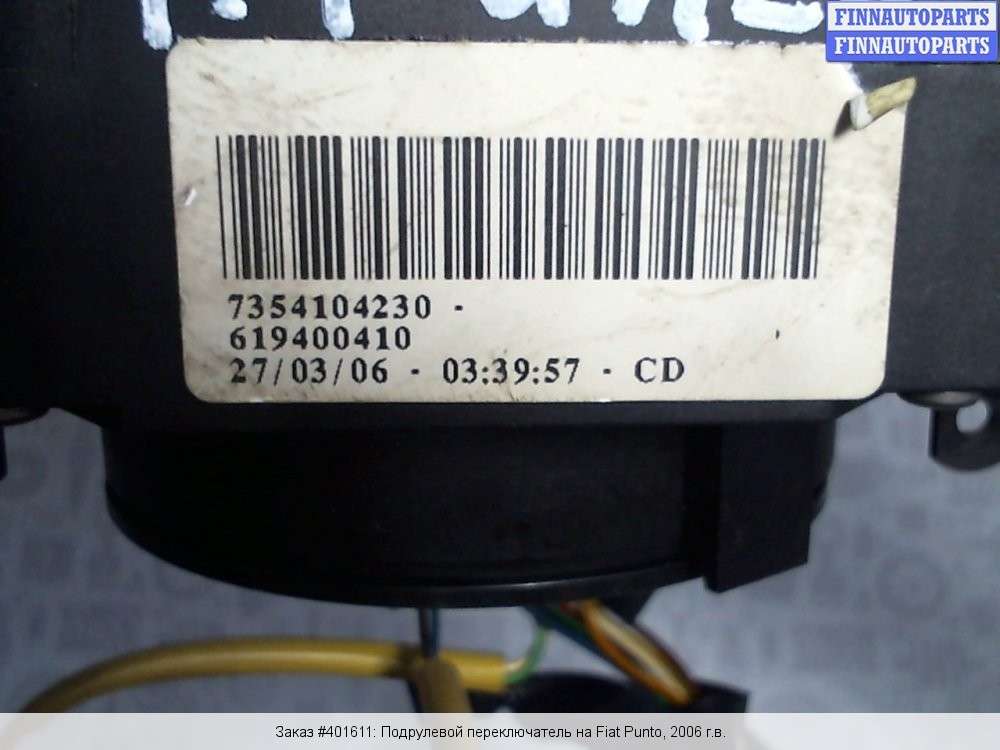 FINNAUTOPARTS
FINNAUTOPARTS
7354104230 -
619400410
27/03/06 - 03:39:57 - CD
Заказ #401611: Подрулевой переключатель на Fiat Punto, 2006 г.в.